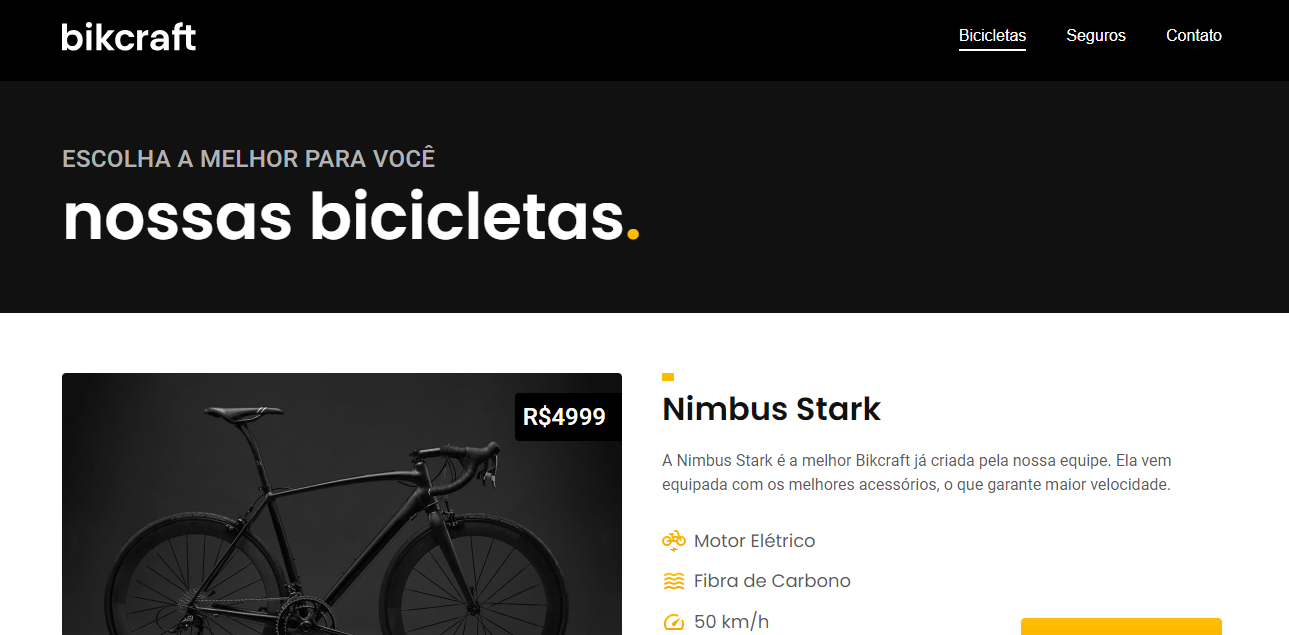 bikcraft
Bicicletas
Seguros
Contato
ESCOLHA A MELHOR PARA VOCÊ
nossas bicicletas.
R$4999
Nimbus Stark
A Nimbus Stark é a melhor Bikcraft já criada pela nossa equipe. Ela vem
equipada com os melhores acessórios, o que garante maior velocidade.
Motor Elétrico
Fibra de Carbono
50 km/h